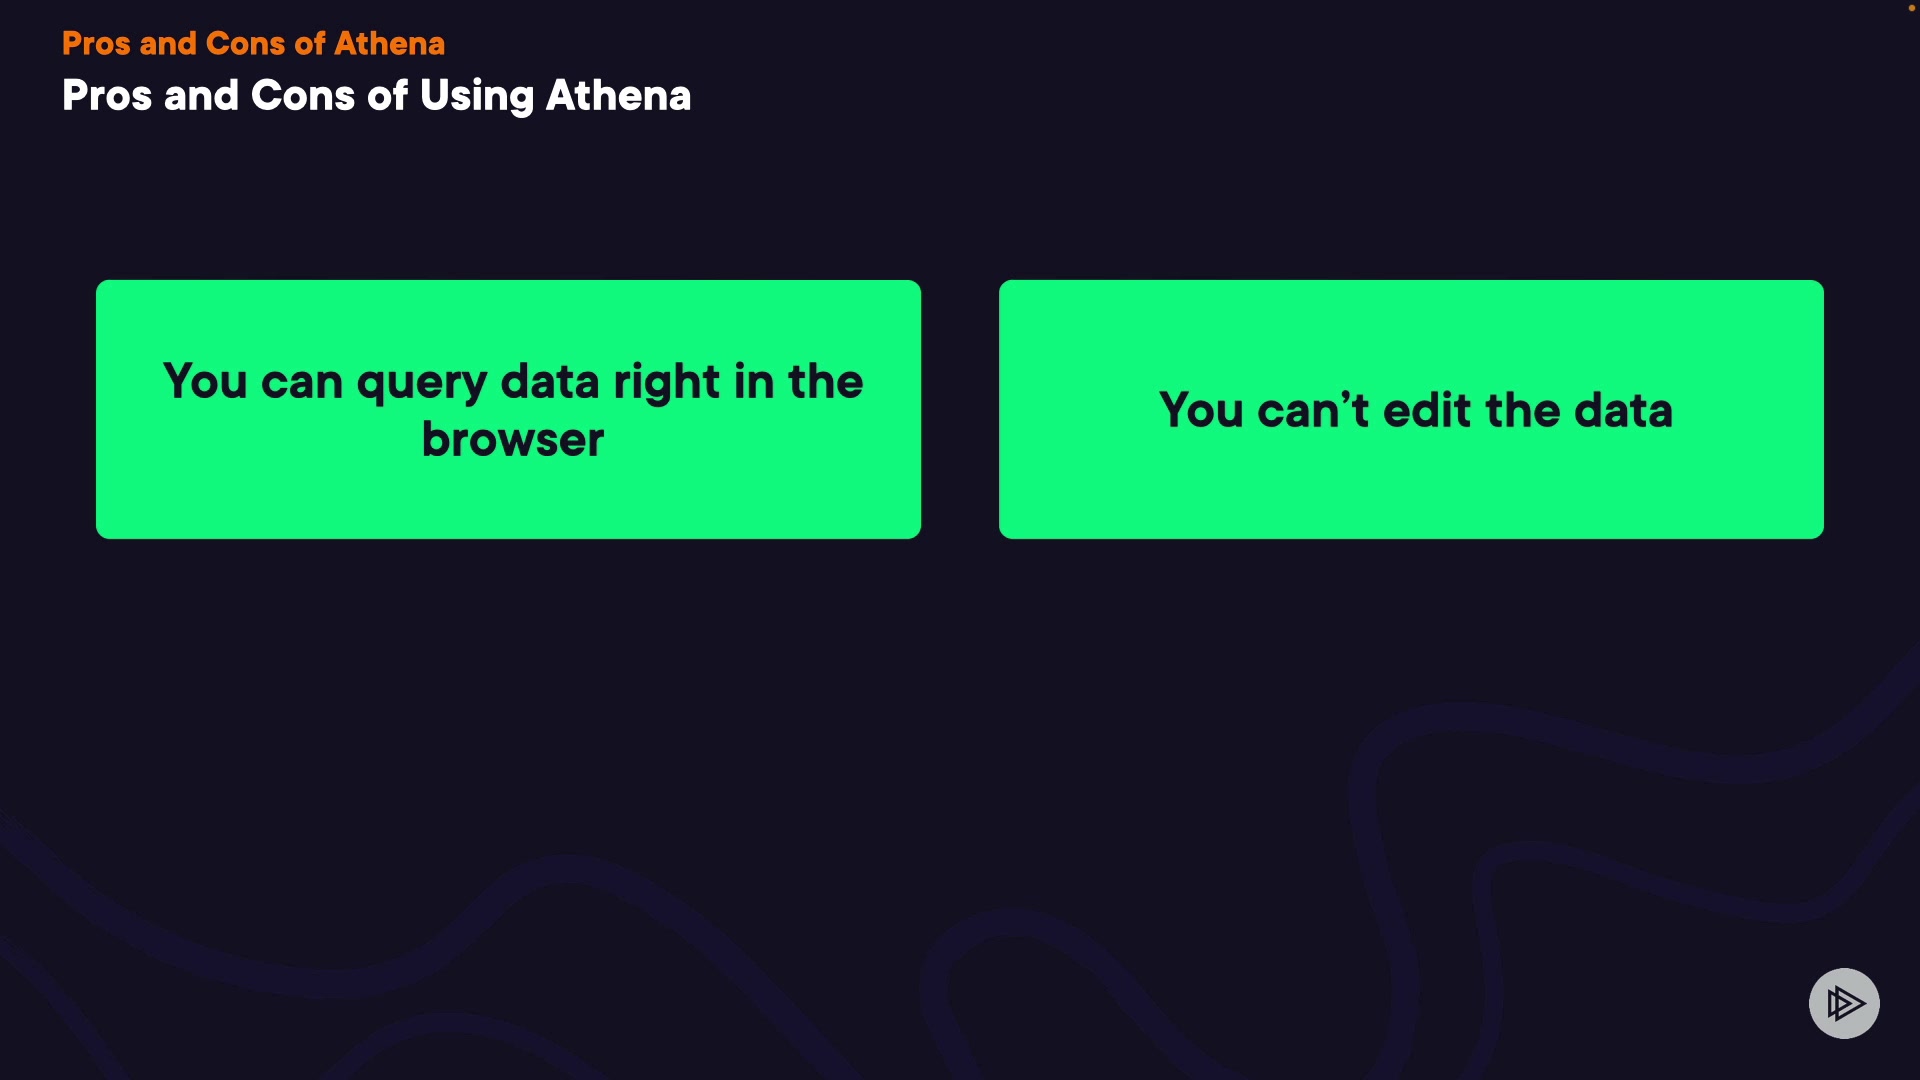 Pros and Cons of Athena
Pros and Cons of Using Athena
You can query data right in the
browser
You can’t edit the data